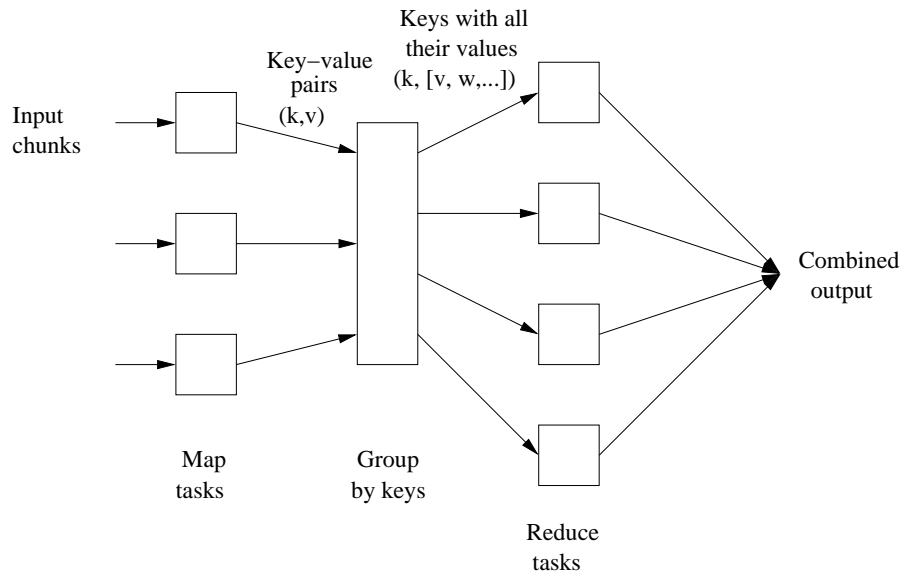 Keys with all
their values
(k, [v, w,...])
Key−value
pairs
(k,v)
Input
chunks
Combined
output
Map
tasks
Group
by keys
Reduce
tasks